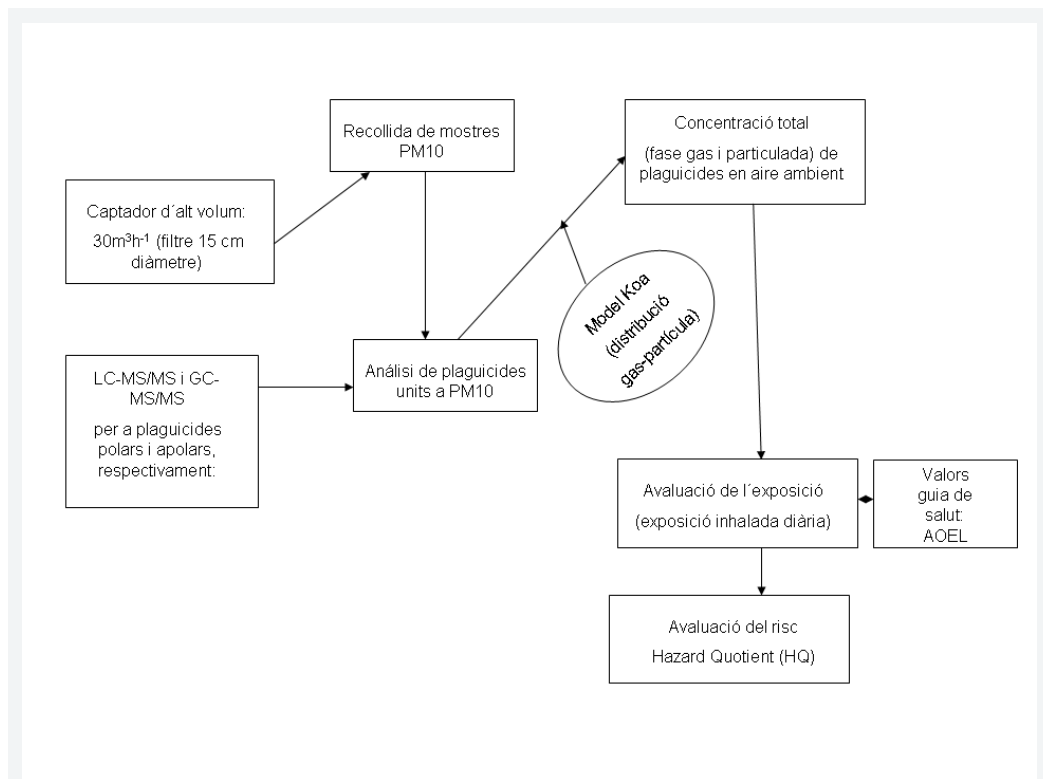 Recollida de mostres
PM10
Concentració total
(fase gas i particulada) de
plaguicides en aire ambient
Captador d´alt volum:
30m³h-¹ (filtre 15 cm
diàmetre)
Model Koa
(distribució
gas-partícula)
LC-MS/MS i GC-
MS/MS
per a plaguicides
polars i apolars,
respectivament:
Análisi de plaguicides
units a PM10
Avaluació de l´exposició
(exposició inhalada diària)
Valors
guia de
salut:
AOEL
Avaluació del risc
Hazard Quotient (HQ)